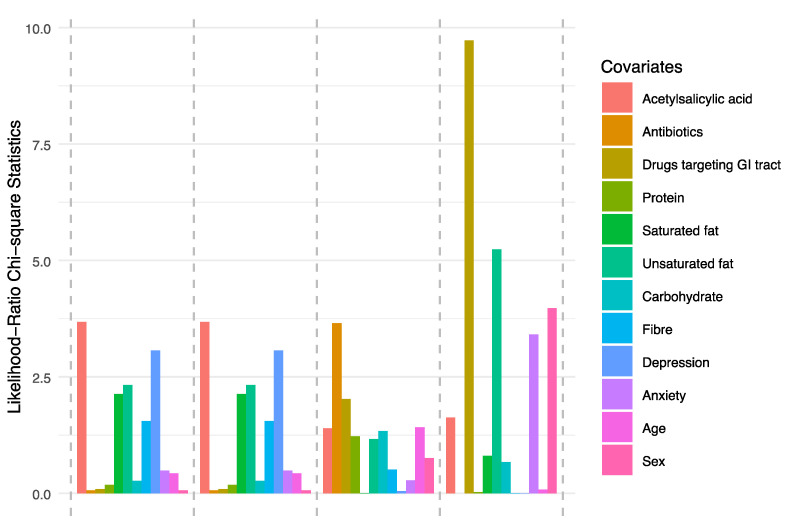 Likelihood−Ratio Chi−square Statistics
10.0
7.5
5.0
2.5
0.0
Covariates
Acetylsalicylic acid
Antibiotics
Drugs targeting GI tract
Protein
Saturated fat
Unsaturated fat
Carbohydrate
Fibre
Depression
Anxiety
Age
Sex